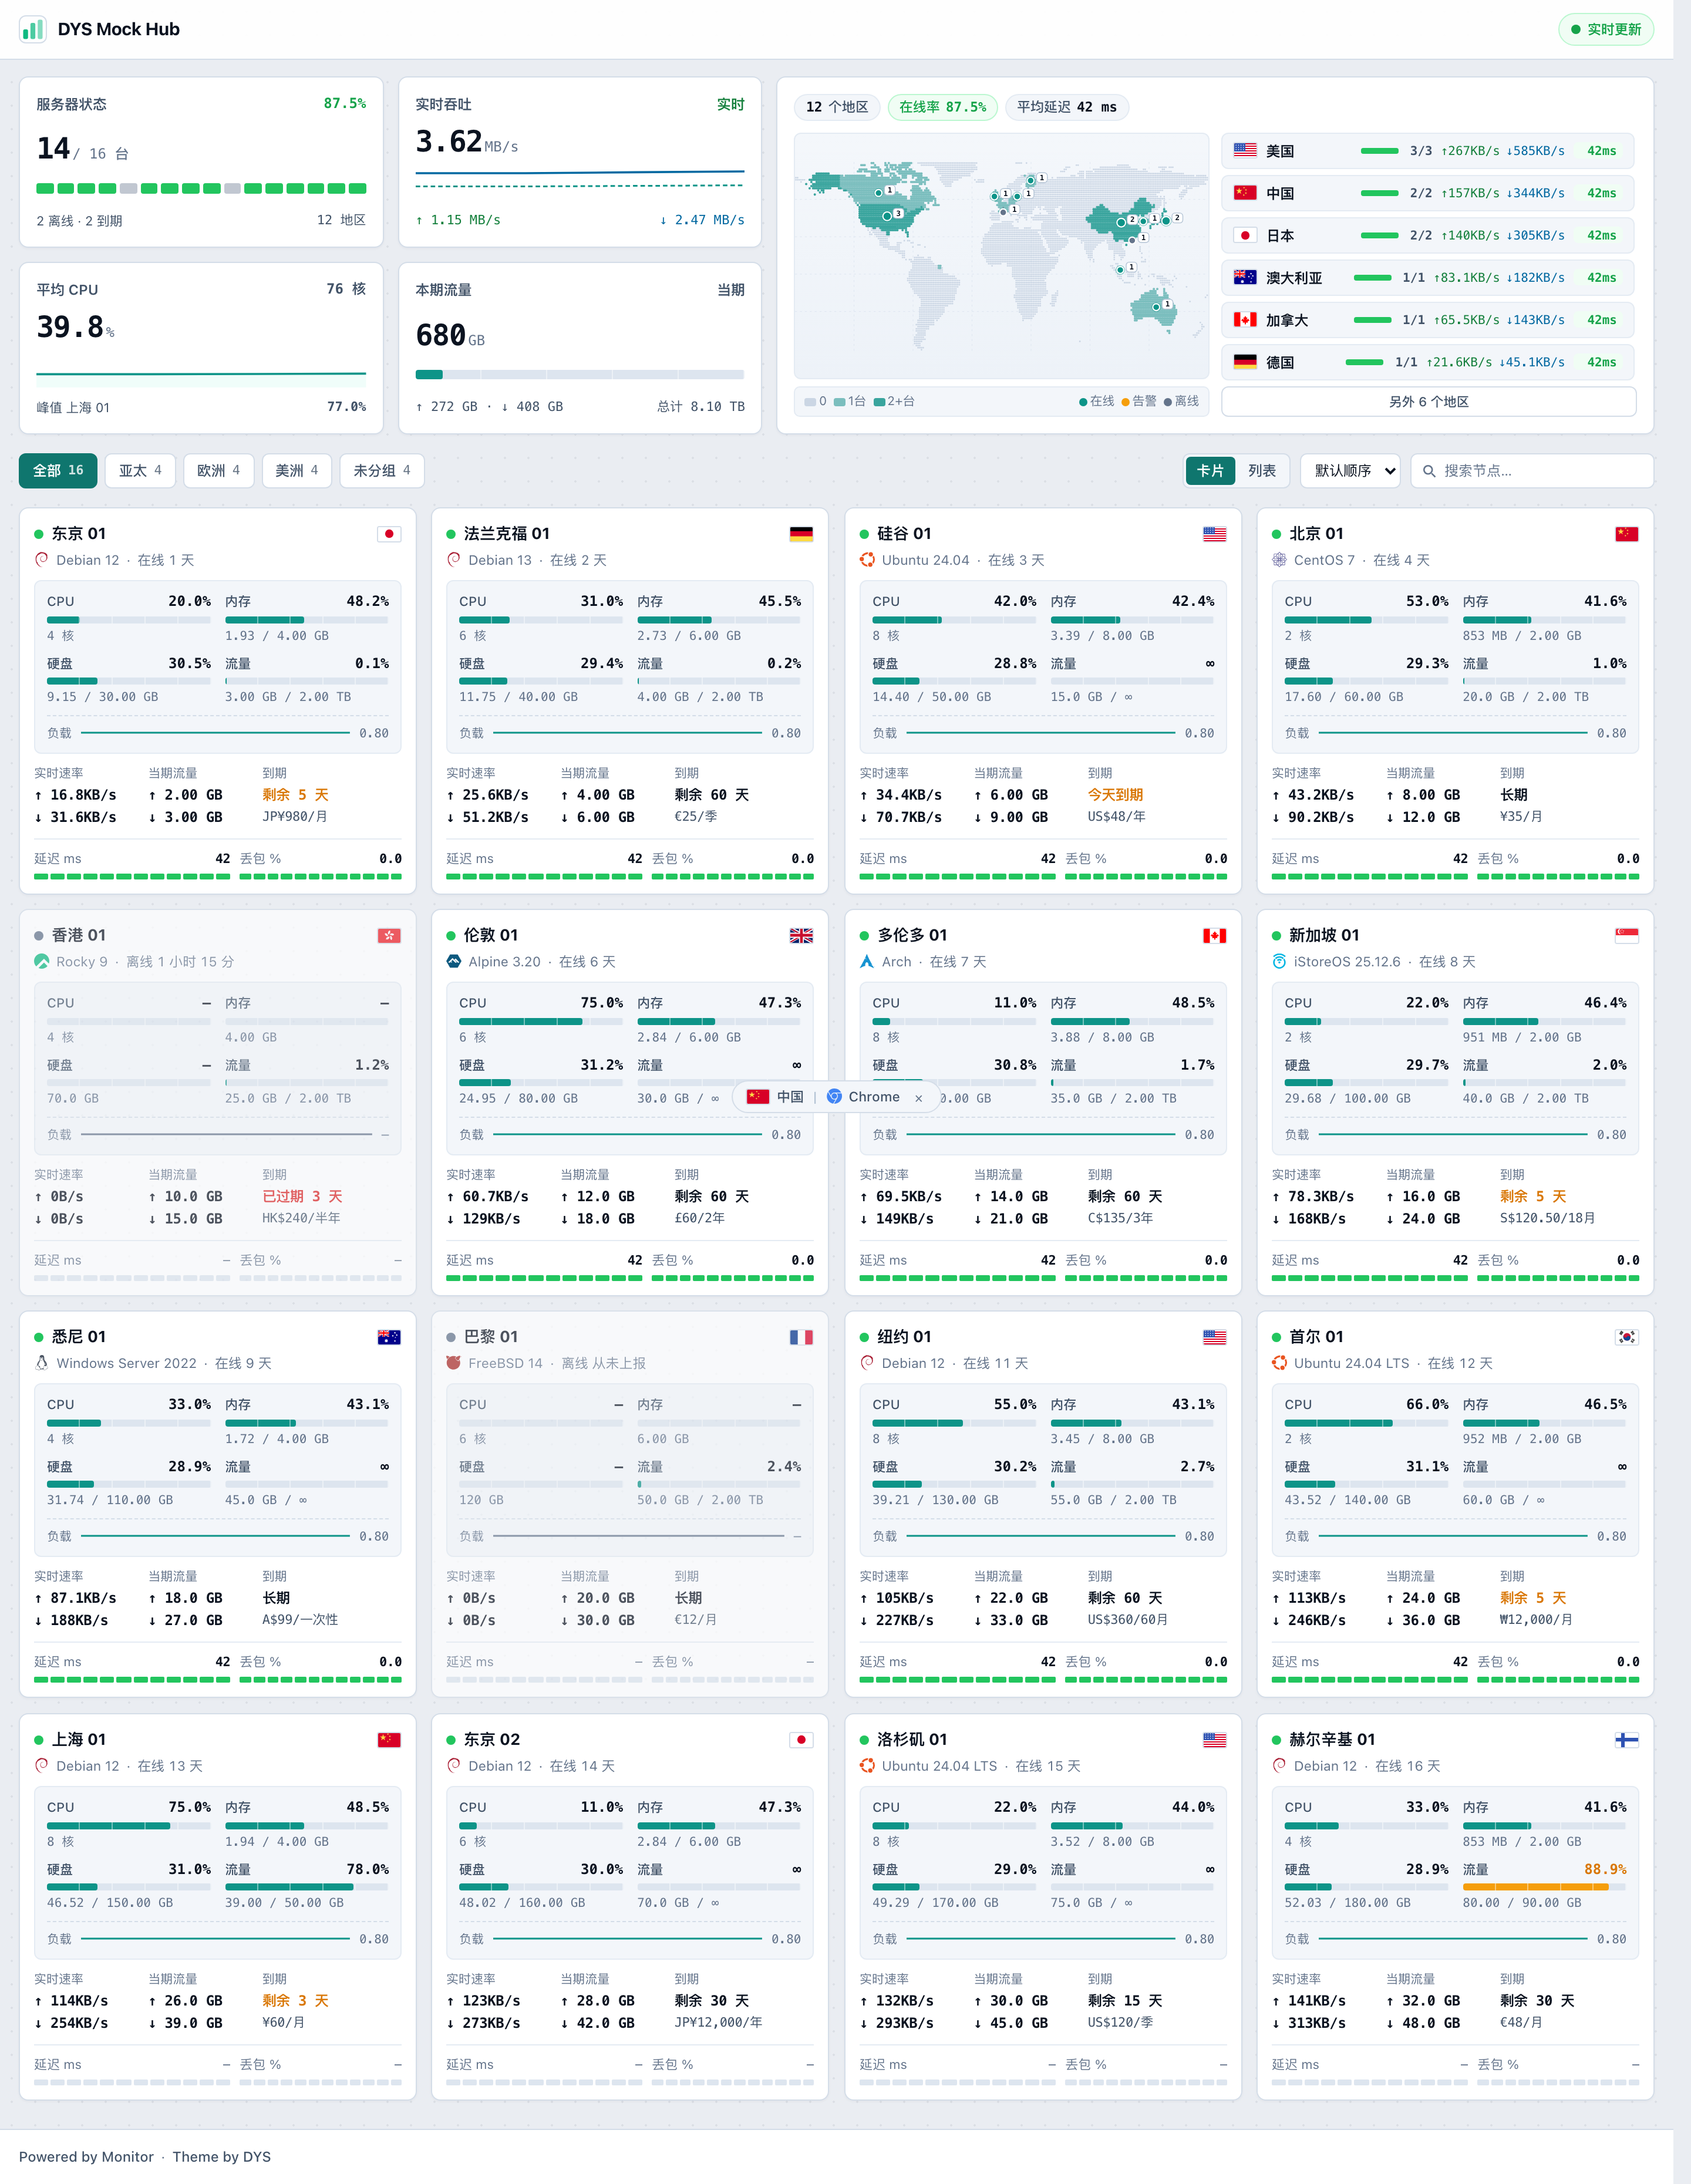 DYS Mock Hub
实时更新
服务器状态 87.5%
14 / 16 台
2 离线 · 2 到期 12 地区
实时吞吐 实时
3.62 MB/s
↑ 1.15 MB/s ↓ 2.47 MB/s
平均 CPU 76 核
39.8 %
峰值 上海 01 77.0%
本期流量 当期
680 GB
↑ 272 GB · ↓ 408 GB 总计 8.10 TB
12 个地区 在线率 87.5% 平均延迟 42 ms
1
3
1
1
1
1
2
1
2
1
1
1
0 1台 2+台 在线 告警 离线
美国 3/3 ↑267KB/s ↓585KB/s 42ms
中国 2/2 ↑157KB/s ↓344KB/s 42ms
日本 2/2 ↑140KB/s ↓305KB/s 42ms
澳大利亚 1/1 ↑83.1KB/s ↓182KB/s 42ms
加拿大 1/1 ↑65.5KB/s ↓143KB/s 42ms
德国 1/1 ↑21.6KB/s ↓45.1KB/s 42ms
另外 6 个地区
全部 16 亚太 4 欧洲 4 美洲 4 未分组 4
卡片 列表 默认顺序 搜索节点...
东京 01
Debian 12 · 在线 1 天
CPU 20.0% 内存 48.2%
4 核 1.93 / 4.00 GB
硬盘 30.5% 流量 0.1%
9.15 / 30.00 GB 3.00 GB / 2.00 TB
负载 0.80
实时速率 当期流量 到期
↑ 16.8KB/s ↑ 2.00 GB 剩余 5 天
↓ 31.6KB/s ↓ 3.00 GB JP¥980/月
延迟 ms 42 丢包 % 0.0
法兰克福 01
Debian 13 · 在线 2 天
CPU 31.0% 内存 45.5%
6 核 2.73 / 6.00 GB
硬盘 29.4% 流量 0.2%
11.75 / 40.00 GB 4.00 GB / 2.00 TB
负载 0.80
实时速率 当期流量 到期
↑ 25.6KB/s ↑ 4.00 GB 剩余 60 天
↓ 51.2KB/s ↓ 6.00 GB €25/季
延迟 ms 42 丢包 % 0.0
硅谷 01
Ubuntu 24.04 · 在线 3 天
CPU 42.0% 内存 42.4%
8 核 3.39 / 8.00 GB
硬盘 28.8% 流量 ∞
14.40 / 50.00 GB 15.0 GB / ∞
负载 0.80
实时速率 当期流量 到期
↑ 34.4KB/s ↑ 6.00 GB 今天到期
↓ 70.7KB/s ↓ 9.00 GB US$48/年
延迟 ms 42 丢包 % 0.0
北京 01
CentOS 7 · 在线 4 天
CPU 53.0% 内存 41.6%
2 核 853 MB / 2.00 GB
硬盘 29.3% 流量 1.0%
17.60 / 60.00 GB 20.0 GB / 2.00 TB
负载 0.80
实时速率 当期流量 到期
↑ 43.2KB/s ↑ 8.00 GB 长期
↓ 90.2KB/s ↓ 12.0 GB ¥35/月
延迟 ms 42 丢包 % 0.0
香港 01
Rocky 9 · 离线 1 小时 15 分
CPU – 内存 –
4 核 4.00 GB
硬盘 – 流量 1.2%
70.0 GB 25.0 GB / 2.00 TB
负载 –
实时速率 当期流量 到期
↑ 0B/s ↑ 10.0 GB 已过期 3 天
↓ 0B/s ↓ 15.0 GB HK$240/半年
延迟 ms – 丢包 % –
伦敦 01
Alpine 3.20 · 在线 6 天
CPU 75.0% 内存 47.3%
6 核 2.84 / 6.00 GB
硬盘 31.2% 流量 ∞
24.95 / 80.00 GB 30.0 GB / ∞
负载 0.80
实时速率 当期流量 到期
↑ 60.7KB/s ↑ 12.0 GB 剩余 60 天
↓ 129KB/s ↓ 18.0 GB £60/2年
延迟 ms 42 丢包 % 0.0
中国 | Chrome ×
多伦多 01
Arch · 在线 7 天
CPU 11.0% 内存 48.5%
8 核 3.88 / 8.00 GB
硬盘 30.8% 流量 1.7%
0.00 GB 35.0 GB / 2.00 TB
负载 0.80
实时速率 当期流量 到期
↑ 69.5KB/s ↑ 14.0 GB 剩余 60 天
↓ 149KB/s ↓ 21.0 GB C$135/3年
延迟 ms 42 丢包 % 0.0
新加坡 01
iStoreOS 25.12.6 · 在线 8 天
CPU 22.0% 内存 46.4%
2 核 951 MB / 2.00 GB
硬盘 29.7% 流量 2.0%
29.68 / 100.00 GB 40.0 GB / 2.00 TB
负载 0.80
实时速率 当期流量 到期
↑ 78.3KB/s ↑ 16.0 GB 剩余 5 天
↓ 168KB/s ↓ 24.0 GB S$120.50/18月
延迟 ms 42 丢包 % 0.0
悉尼 01
Windows Server 2022 · 在线 9 天
CPU 33.0% 内存 43.1%
4 核 1.72 / 4.00 GB
硬盘 28.9% 流量 ∞
31.74 / 110.00 GB 45.0 GB / ∞
负载 0.80
实时速率 当期流量 到期
↑ 87.1KB/s ↑ 18.0 GB 长期
↓ 188KB/s ↓ 27.0 GB A$99/一次性
延迟 ms 42 丢包 % 0.0
巴黎 01
FreeBSD 14 · 离线 从未上报
CPU – 内存 –
6 核 6.00 GB
硬盘 – 流量 2.4%
120 GB 50.0 GB / 2.00 TB
负载 –
实时速率 当期流量 到期
↑ 0B/s ↑ 20.0 GB 长期
↓ 0B/s ↓ 30.0 GB €12/月
延迟 ms – 丢包 % –
纽约 01
Debian 12 · 在线 11 天
CPU 55.0% 内存 43.1%
8 核 3.45 / 8.00 GB
硬盘 30.2% 流量 2.7%
39.21 / 130.00 GB 55.0 GB / 2.00 TB
负载 0.80
实时速率 当期流量 到期
↑ 105KB/s ↑ 22.0 GB 剩余 60 天
↓ 227KB/s ↓ 33.0 GB US$360/60月
延迟 ms 42 丢包 % 0.0
首尔 01
Ubuntu 24.04 LTS · 在线 12 天
CPU 66.0% 内存 46.5%
2 核 952 MB / 2.00 GB
硬盘 31.1% 流量 ∞
43.52 / 140.00 GB 60.0 GB / ∞
负载 0.80
实时速率 当期流量 到期
↑ 113KB/s ↑ 24.0 GB 剩余 5 天
↓ 246KB/s ↓ 36.0 GB ₩12,000/月
延迟 ms 42 丢包 % 0.0
上海 01
Debian 12 · 在线 13 天
CPU 75.0% 内存 48.5%
8 核 1.94 / 4.00 GB
硬盘 31.0% 流量 78.0%
46.52 / 150.00 GB 39.00 / 50.00 GB
负载 0.80
实时速率 当期流量 到期
↑ 114KB/s ↑ 26.0 GB 剩余 3 天
↓ 254KB/s ↓ 39.0 GB ¥60/月
延迟 ms – 丢包 % –
东京 02
Debian 12 · 在线 14 天
CPU 11.0% 内存 47.3%
6 核 2.84 / 6.00 GB
硬盘 30.0% 流量 ∞
48.02 / 160.00 GB 70.0 GB / ∞
负载 0.80
实时速率 当期流量 到期
↑ 123KB/s ↑ 28.0 GB 剩余 30 天
↓ 273KB/s ↓ 42.0 GB JP¥12,000/年
延迟 ms – 丢包 % –
洛杉矶 01
Ubuntu 24.04 LTS · 在线 15 天
CPU 22.0% 内存 44.0%
8 核 3.52 / 8.00 GB
硬盘 29.0% 流量 ∞
49.29 / 170.00 GB 75.0 GB / ∞
负载 0.80
实时速率 当期流量 到期
↑ 132KB/s ↑ 30.0 GB 剩余 15 天
↓ 293KB/s ↓ 45.0 GB US$120/季
延迟 ms – 丢包 % –
赫尔辛基 01
Debian 12 · 在线 16 天
CPU 33.0% 内存 41.6%
4 核 853 MB / 2.00 GB
硬盘 28.9% 流量 88.9%
52.03 / 180.00 GB 80.00 / 90.00 GB
负载 0.80
实时速率 当期流量 到期
↑ 141KB/s ↑ 32.0 GB 剩余 30 天
↓ 313KB/s ↓ 48.0 GB €48/月
延迟 ms – 丢包 % –
Powered by Monitor · Theme by DYS